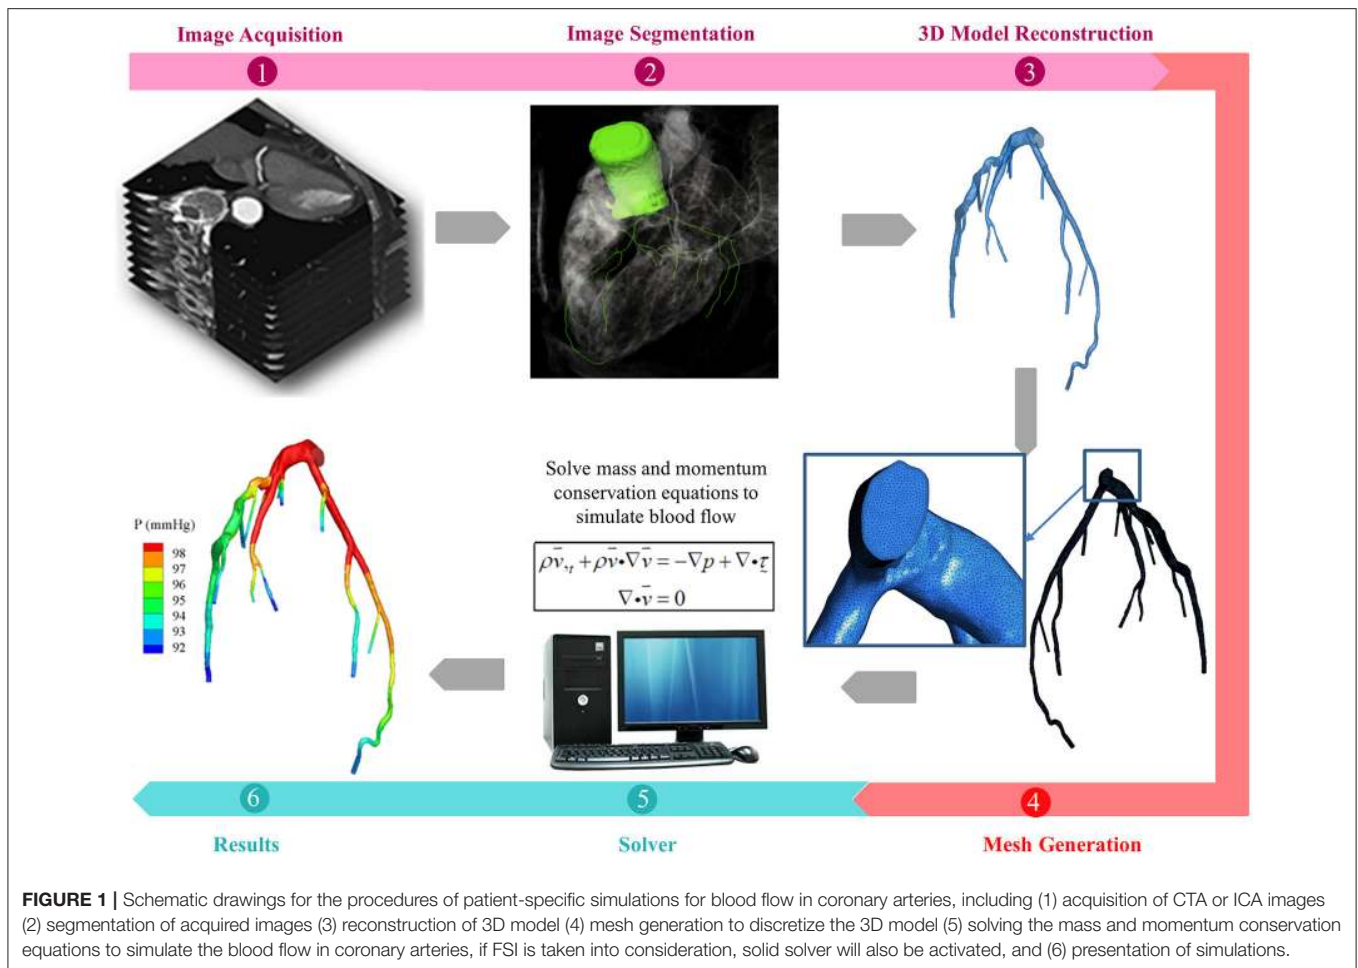 Image Acquisition
Image Segmentation
3D Model Reconstruction
1
2
3
P (mmHg)
98
97
96
95
94
93
92
Solve mass and momentum
conservation equations to
simulate blood flow
ρv̄,t + ρv̄•∇v̄ = −∇p + ∇•τ̰
∇•v̄ = 0
6
5
4
Results
Solver
Mesh Generation
FIGURE 1 | Schematic drawings for the procedures of patient-specific simulations for blood flow in coronary arteries, including (1) acquisition of CTA or ICA images
(2) segmentation of acquired images (3) reconstruction of 3D model (4) mesh generation to discretize the 3D model (5) solving the mass and momentum conservation
equations to simulate the blood flow in coronary arteries, if FSI is taken into consideration, solid solver will also be activated, and (6) presentation of simulations.